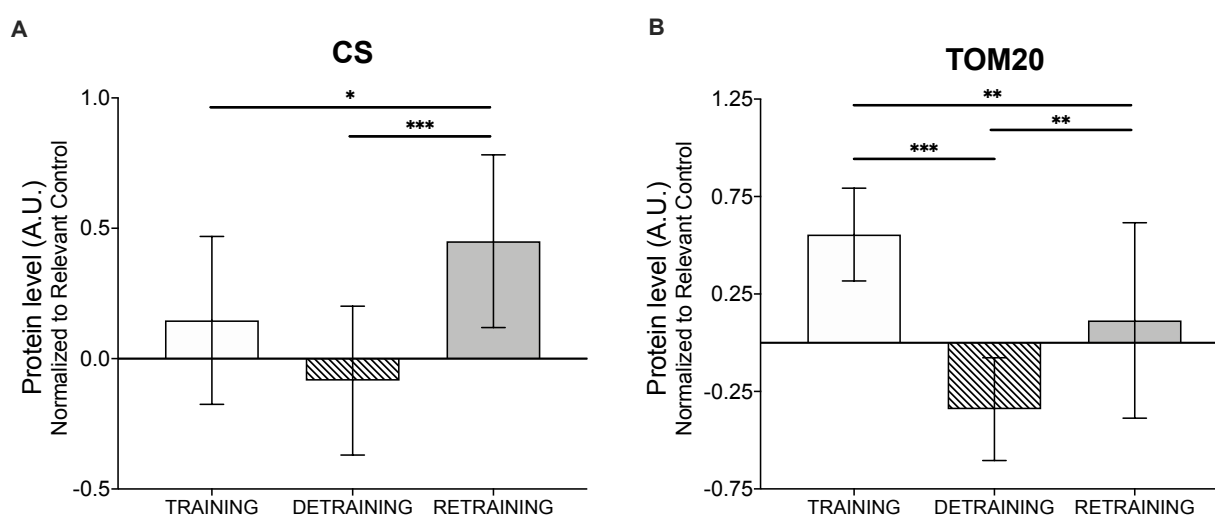 A
CS
Protein level (A.U.)
Normalized to Relevant Control
1.0
0.5
0.0
-0.5
*
***
TRAINING DETRAINING RETRAINING
B
TOM20
Protein level (A.U.)
Normalized to Relevant Control
1.25
0.75
0.25
-0.25
-0.75
**
**
***
TRAINING DETRAINING RETRAINING